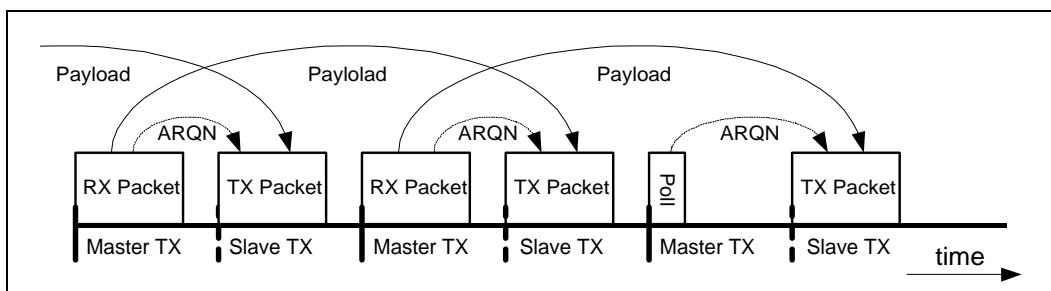 Payload Paylolad Payload
ARQN ARQN ARQN
RX Packet TX Packet RX Packet TX Packet Poll TX Packet
Master TX Slave TX Master TX Slave TX Master TX Slave TX
time